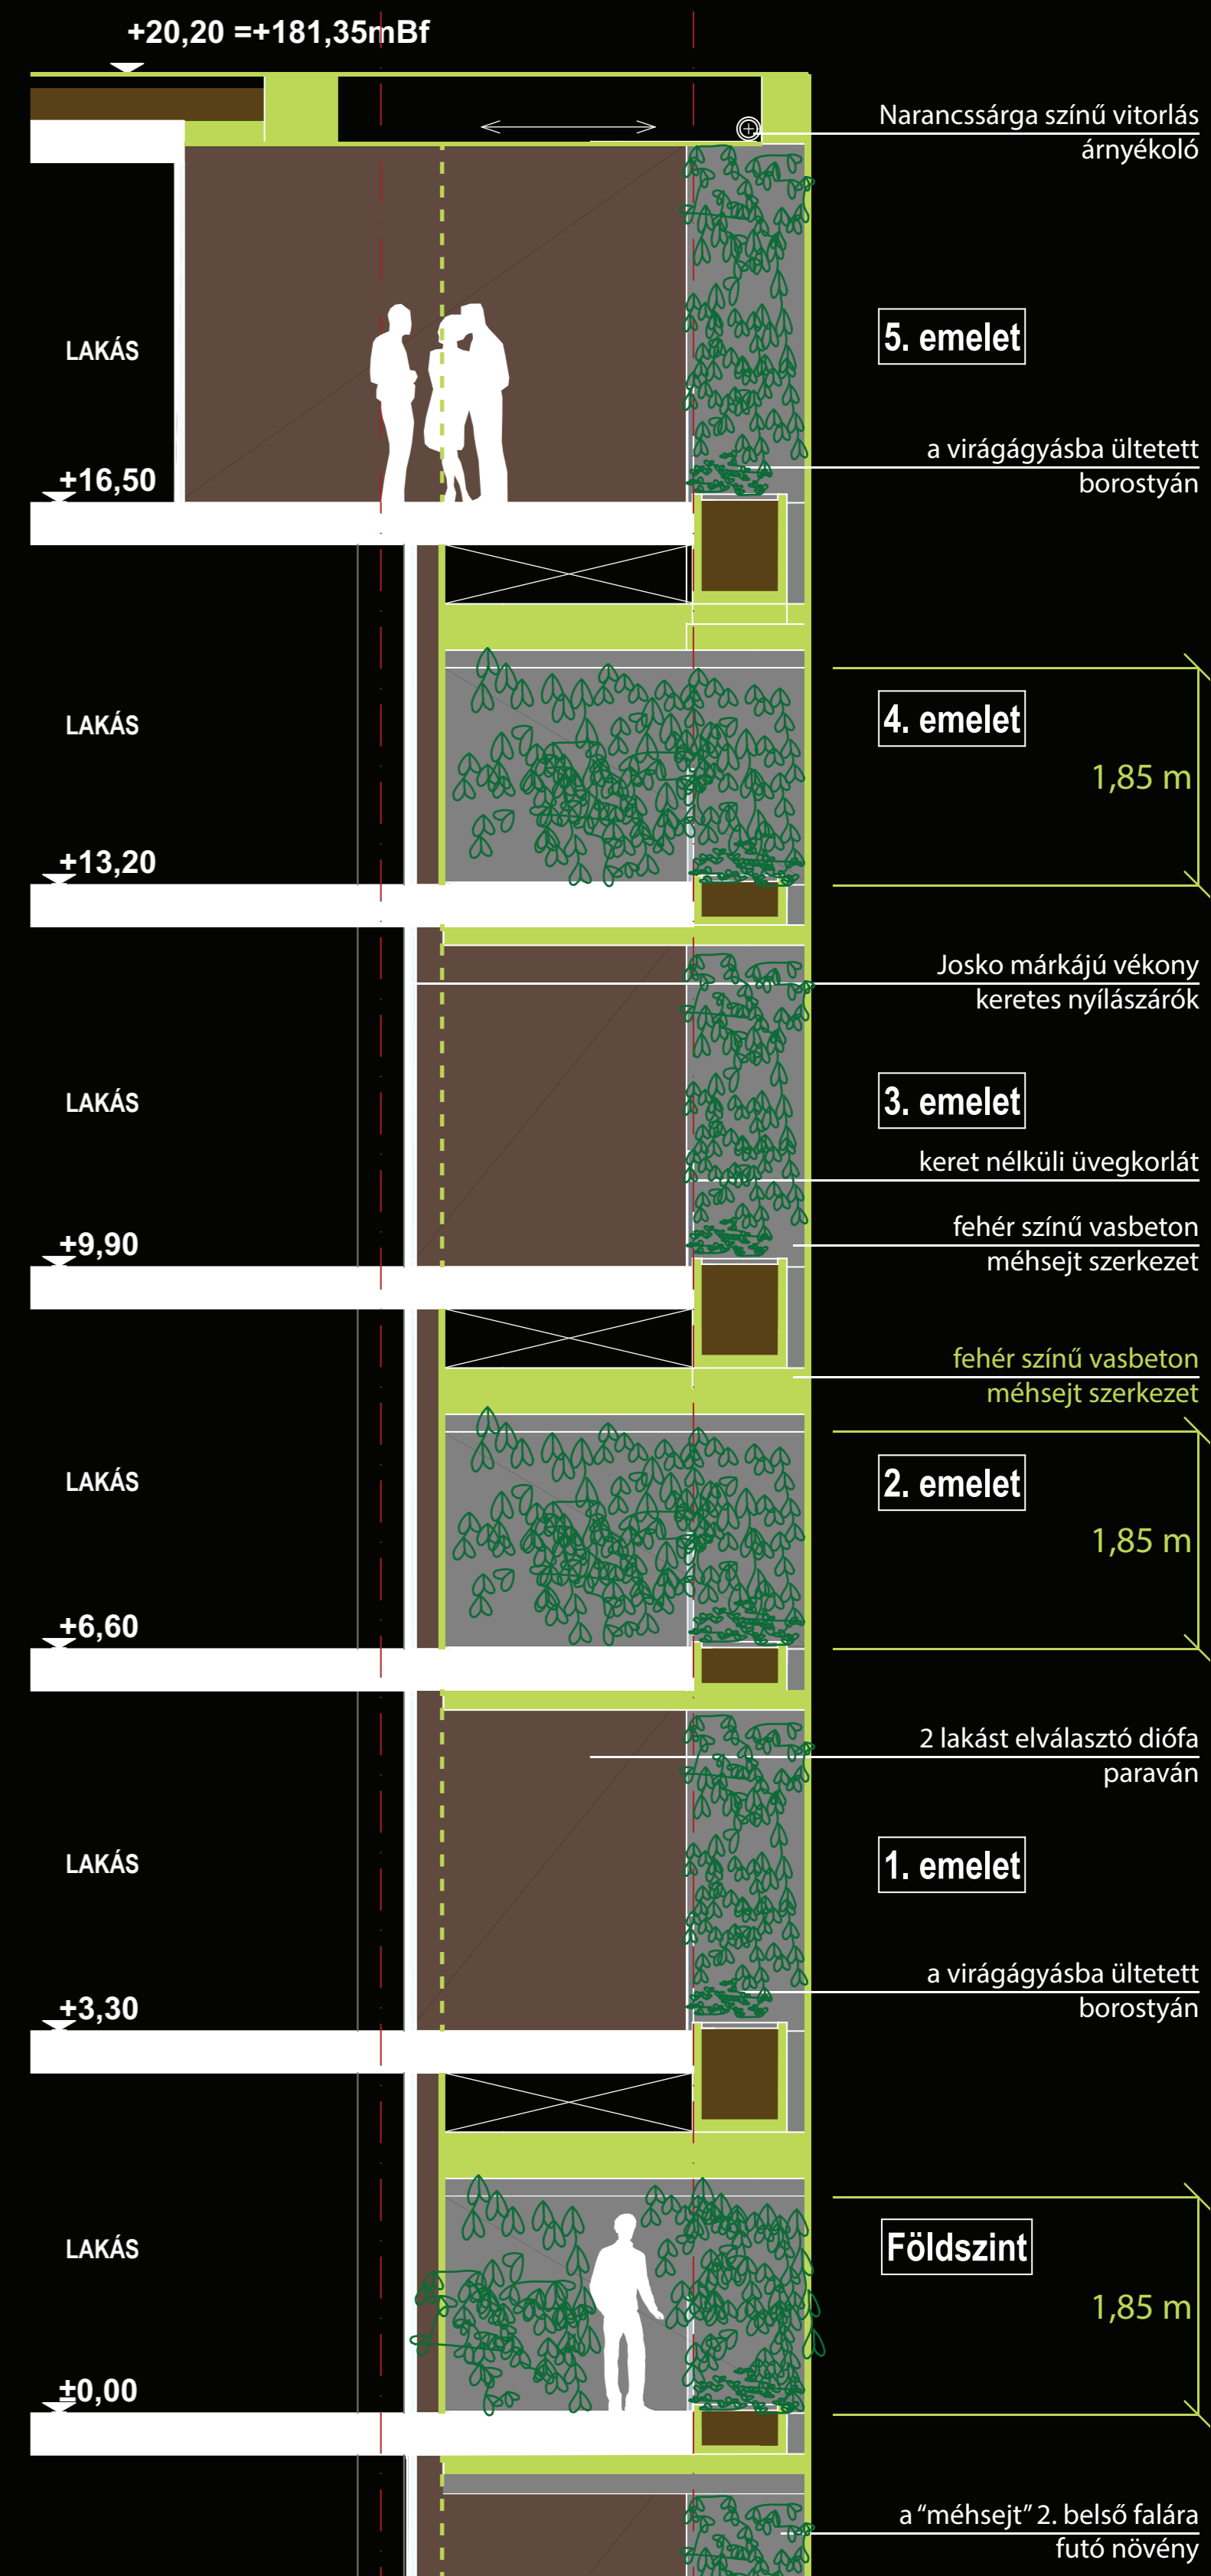 +20,20 =+181,35mBf
Narancssárga színű vitorlás
árnyékoló
LAKÁS
5. emelet
a virágágyásba ültetett
borostyán
+16,50
LAKÁS
4. emelet
1,85 m
+13,20
Josko márkájú vékony
keretes nyílászárók
LAKÁS
3. emelet
keret nélküli üvegkorlát
fehér színű vasbeton
méhsejt szerkezet
+9,90
fehér színű vasbeton
méhsejt szerkezet
LAKÁS
2. emelet
1,85 m
+6,60
2 lakást elválasztó diófa
paraván
LAKÁS
1. emelet
a virágágyásba ültetett
borostyán
+3,30
LAKÁS
Földszint
1,85 m
±0,00
a “méhsejt” 2. belső falára
futó növény